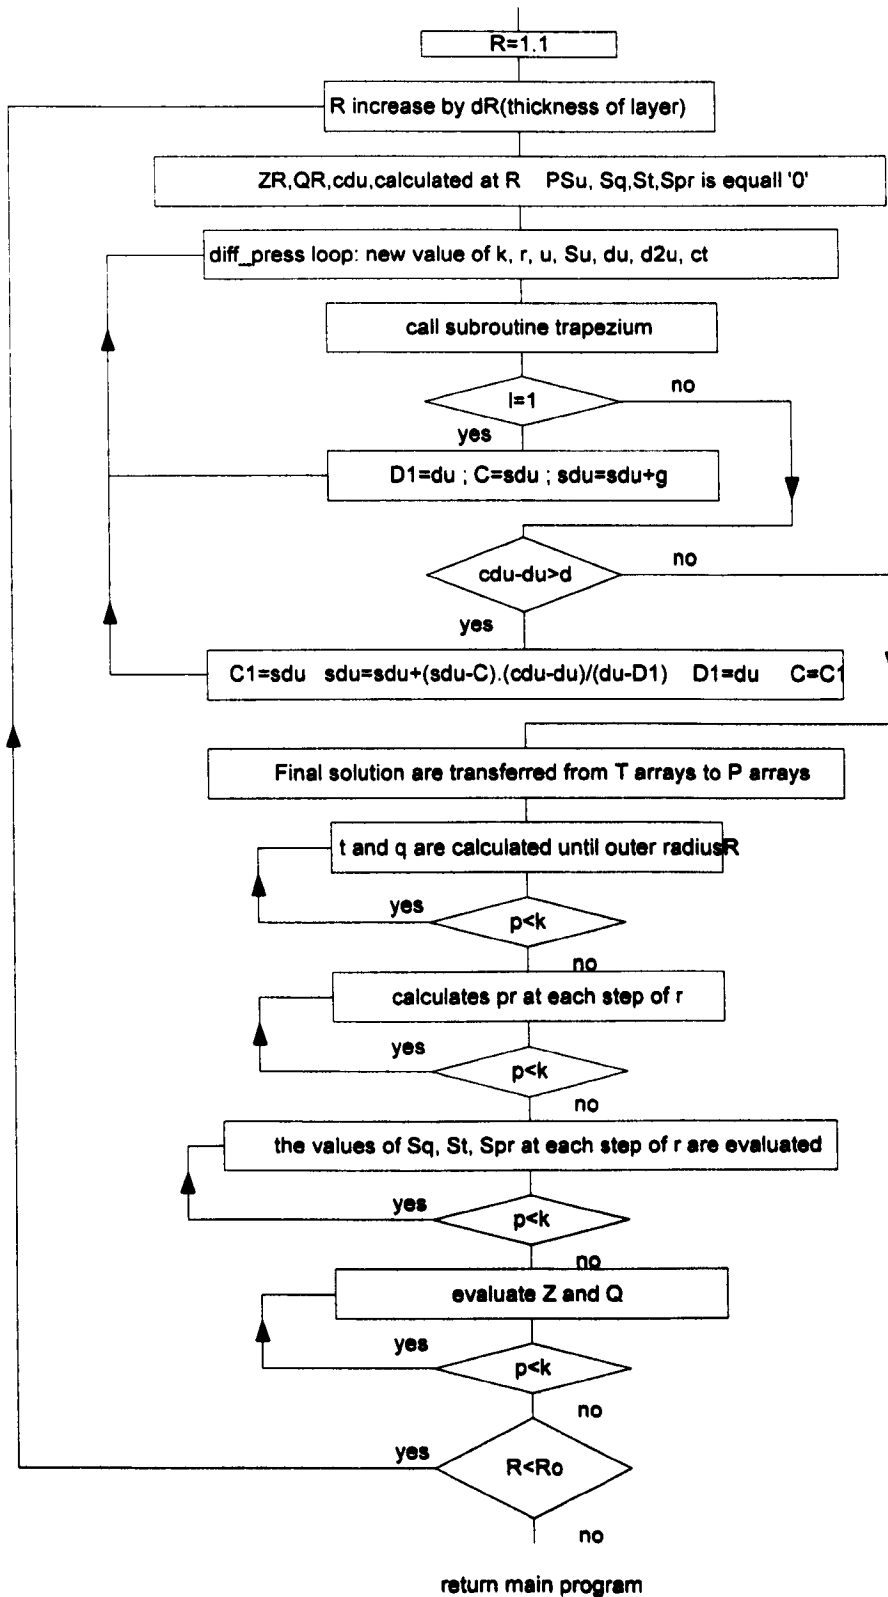 R=1.1
R increase by dR(thickness of layer)
ZR,QR,cdu,calculated at R PSu, Sq,St,Spr is equall '0'
diff_press loop: new value of k, r, u, Su, du, d2u, ct
call subroutine trapezium
I=1
no
yes
D1=du ; C=sdu ; sdu=sdu+g
cdu-du>d
no
yes
C1=sdu sdu=sdu+(sdu-C).(cdu-du)/(du-D1) D1=du C=C1
Final solution are transferred from T arrays to P arrays
t and q are calculated until outer radiusR
yes
p<k
no
calculates pr at each step of r
yes
p<k
no
the values of Sq, St, Spr at each step of r are evaluated
yes
p<k
no
evaluate Z and Q
yes
p<k
no
yes
R<Ro
no
return main program